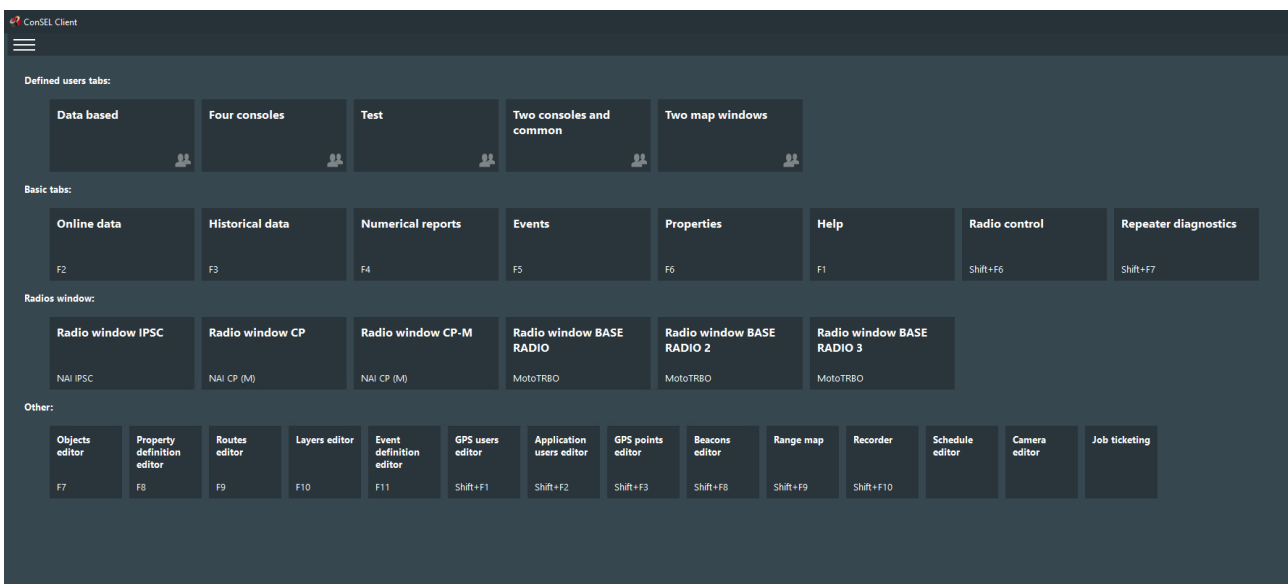 ConSEL Client
Defined users tabs:
Data based
Four consoles
Test
Two consoles and
common
Two map windows
Basic tabs:
Online data
F2
Historical data
F3
Numerical reports
F4
Events
F5
Properties
F6
Help
F1
Radio control
Shift+F6
Repeater diagnostics
Shift+F7
Radios window:
Radio window IPSC
NAI IPSC
Radio window CP
NAI CP (M)
Radio window CP-M
NAI CP (M)
Radio window BASE
RADIO
MotoTRBO
Radio window BASE
RADIO 2
MotoTRBO
Radio window BASE
RADIO 3
MotoTRBO
Other:
Objects
editor
F7
Property
definition
editor
F8
Routes
editor
F9
Layers editor
F10
Event
definition
editor
F11
GPS users
editor
Shift+F1
Application
users editor
Shift+F2
GPS points
editor
Shift+F3
Beacons
editor
Shift+F8
Range map
Shift+F9
Recorder
Shift+F10
Schedule
editor
Camera
editor
Job ticketing